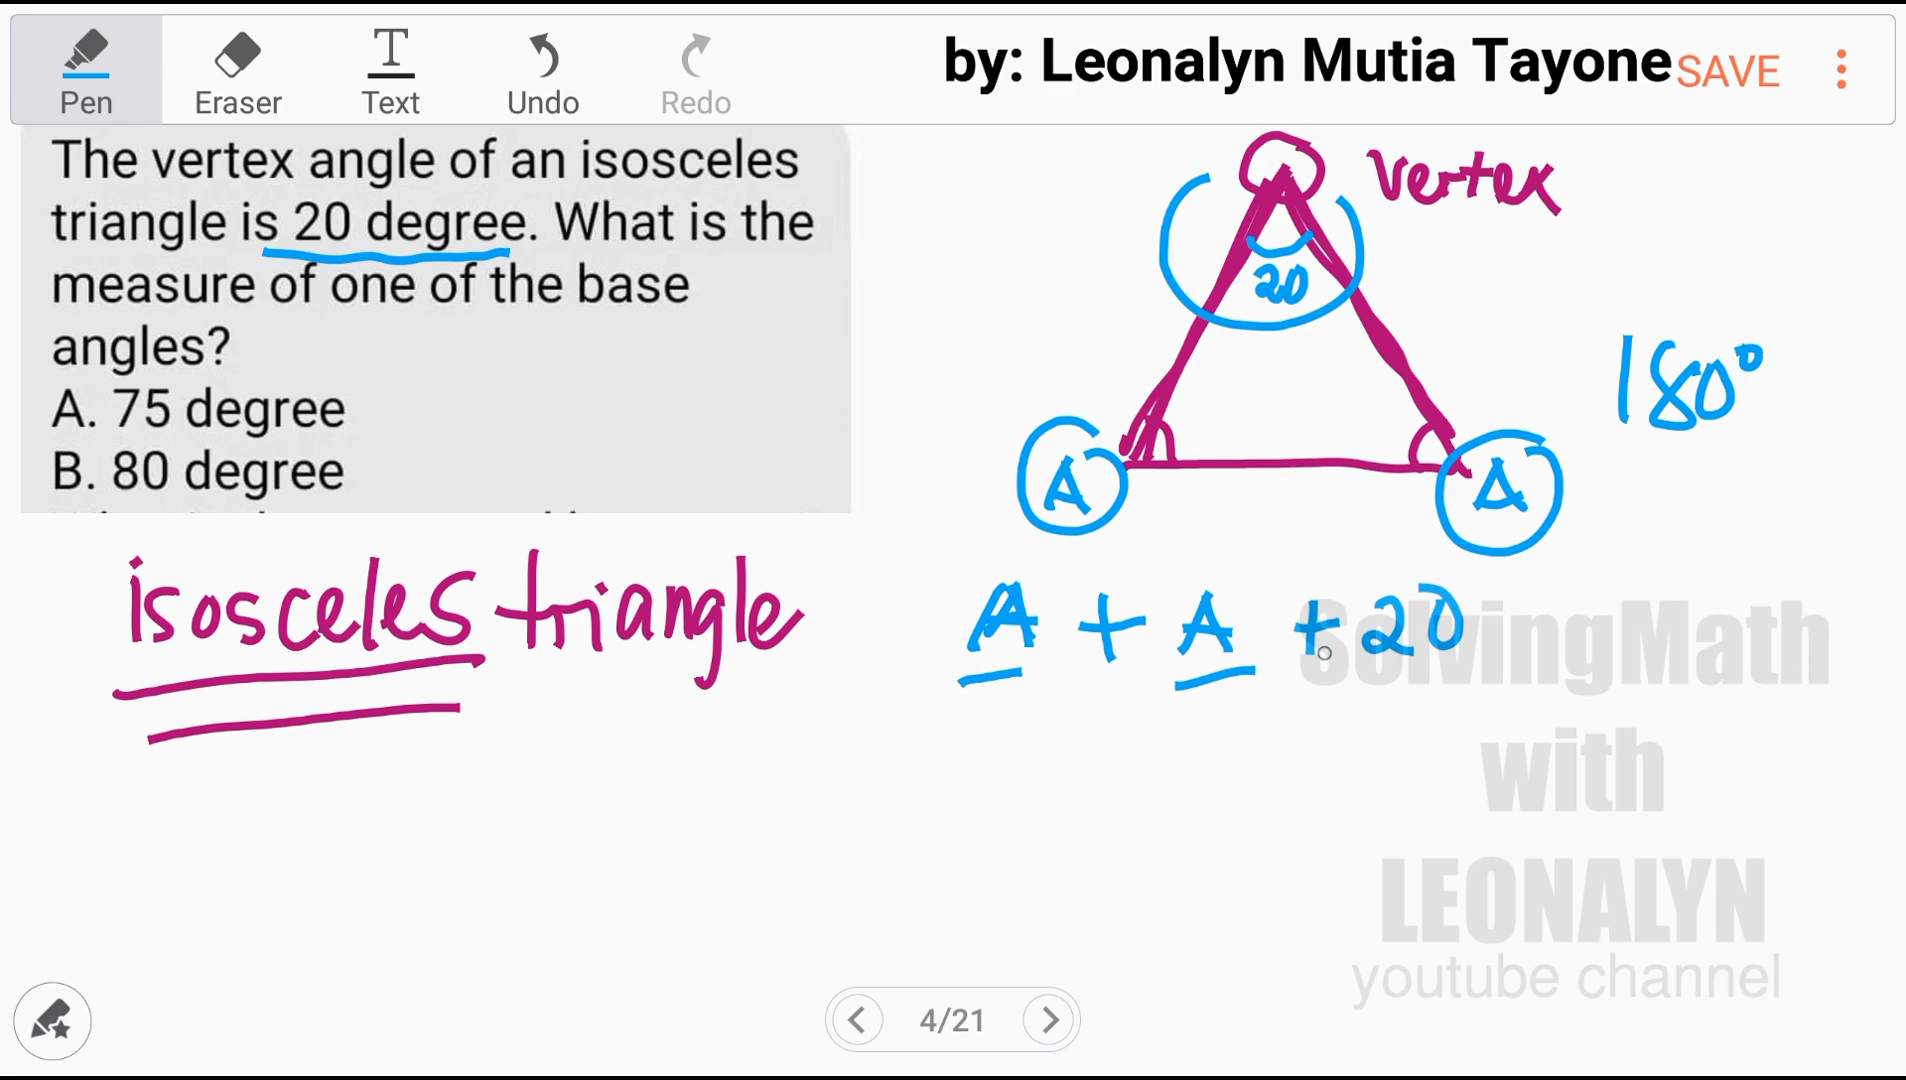 Pen
Eraser
Text
Undo
Redo
by: Leonalyn Mutia Tayone
SAVE
The vertex angle of an isosceles
triangle is 20 degree. What is the
measure of one of the base
angles?
A. 75 degree
B. 80 degree
vertex
20
180°
A
A
isosceles triangle
A + A + 20
SolvingMath
with
LEONALYN
youtube channel
4/21